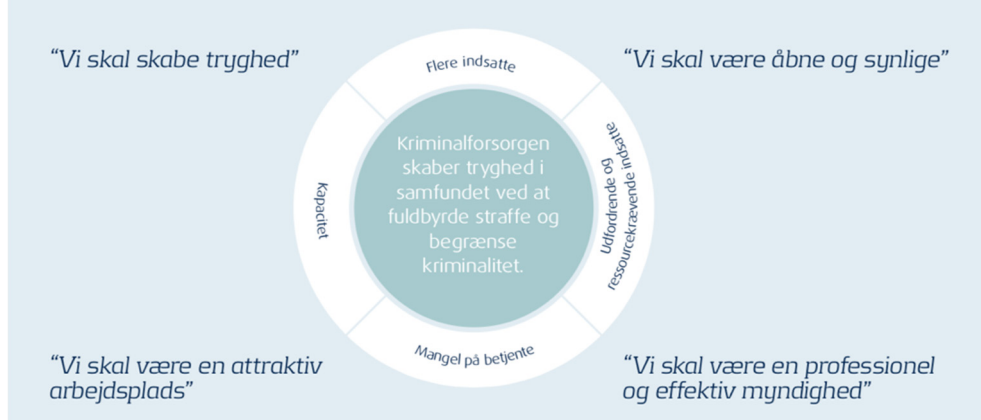 “Vi skal skabe tryghed”
“Vi skal være åbne og synlige”
Flere indsatte
Kapacitet
Kriminalforsorgen
skaber tryghed i
samfundet ved at
fuldbyrde straffe og
begrænse
kriminalitet.
Udfordrende og
ressourcekrævende indsatte
Mangel på betjente
“Vi skal være en attraktiv
arbejdsplads”
“Vi skal være en professionel
og effektiv myndighed”